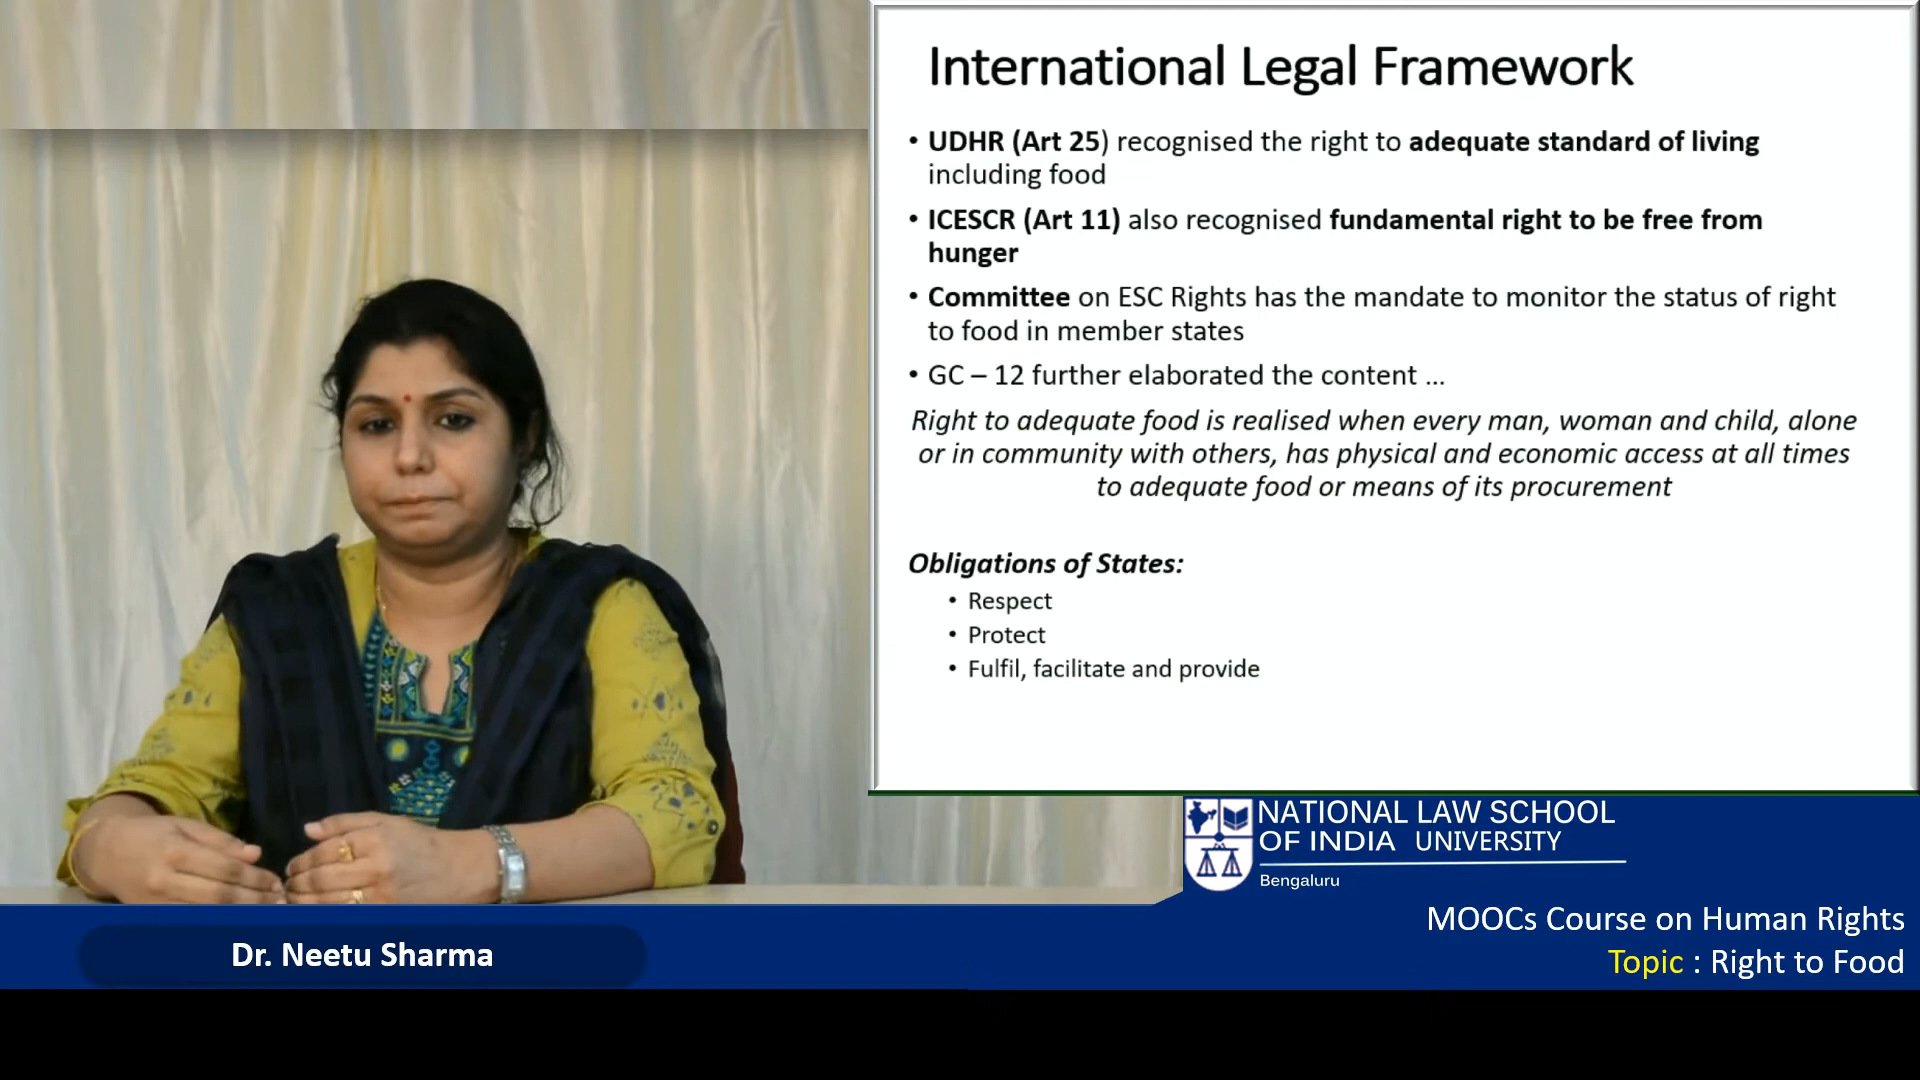 International Legal Framework
• UDHR (Art 25) recognised the right to adequate standard of living
including food
• ICESCR (Art 11) also recognised fundamental right to be free from
hunger
• Committee on ESC Rights has the mandate to monitor the status of right
to food in member states
• GC – 12 further elaborated the content ...
Right to adequate food is realised when every man, woman and child, alone
or in community with others, has physical and economic access at all times
to adequate food or means of its procurement
Obligations of States:
• Respect
• Protect
• Fulfil, facilitate and provide
NATIONAL LAW SCHOOL
OF INDIA UNIVERSITY
Bengaluru
MOOCs Course on Human Rights
Topic : Right to Food
Dr. Neetu Sharma